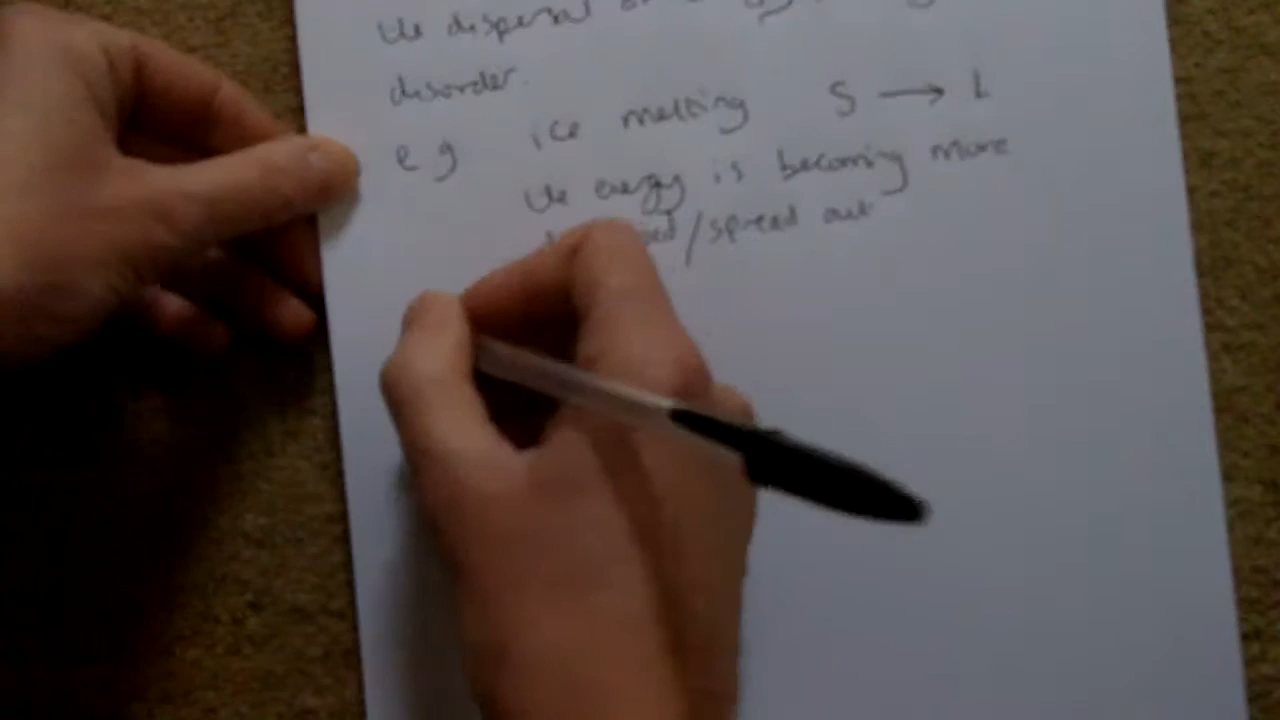 the dispersal
disorder.
e g ice melting S → L
the energy is becoming more
/spread out